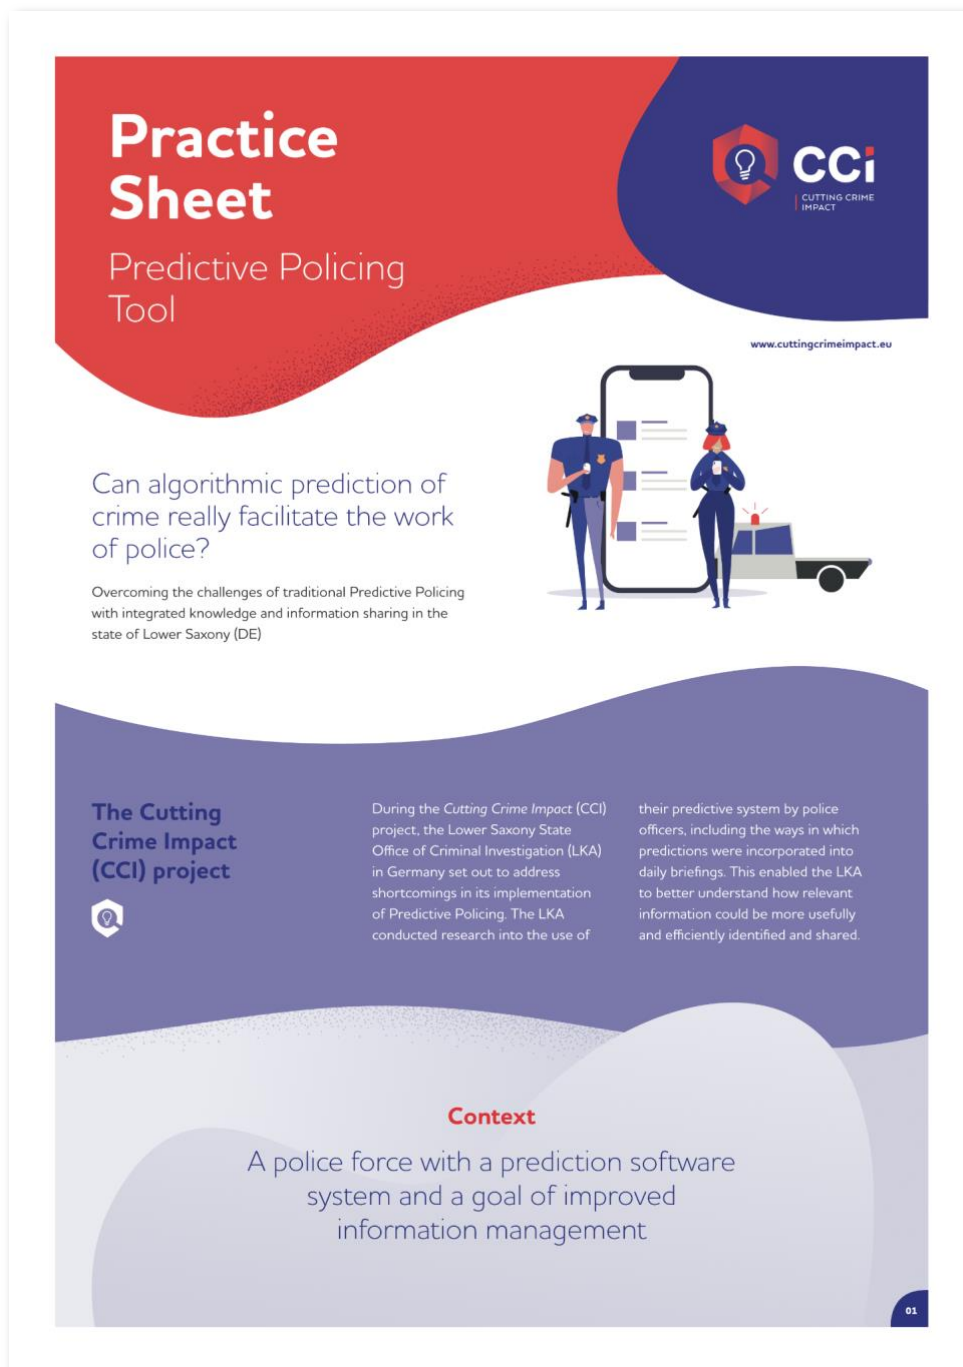 Practice
Sheet
Predictive Policing
Tool
CCi
CUTTING CRIME
IMPACT
www.cuttingcrimeimpact.eu
Can algorithmic prediction of
crime really facilitate the work
of police?
Overcoming the challenges of traditional Predictive Policing
with integrated knowledge and information sharing in the
state of Lower Saxony (DE)
The Cutting
Crime Impact
(CCI) project
During the Cutting Crime Impact (CCI)
project, the Lower Saxony State
Office of Criminal Investigation (LKA)
in Germany set out to address
shortcomings in its implementation
of Predictive Policing. The LKA
conducted research into the use of
their predictive system by police
officers, including the ways in which
predictions were incorporated into
daily briefings. This enabled the LKA
to better understand how relevant
information could be more usefully
and efficiently identified and shared.
Context
A police force with a prediction software
system and a goal of improved
information management
01